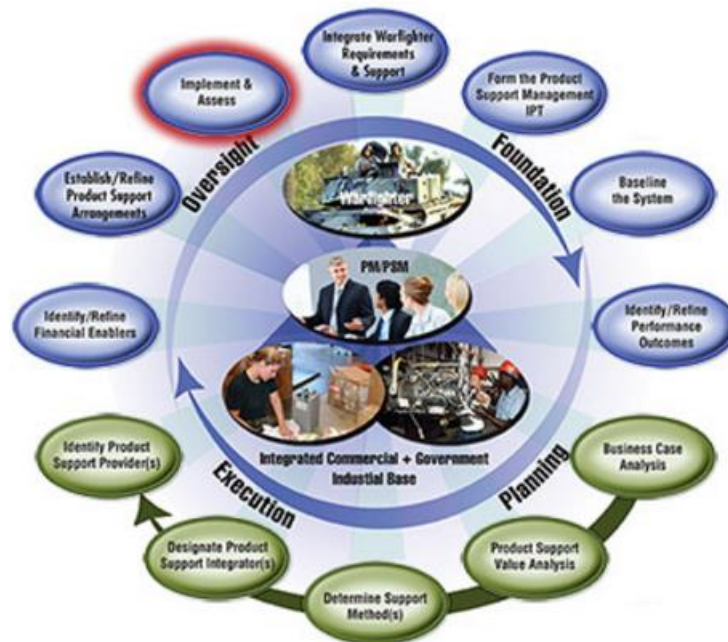 Integrate Warfighter
Requirements
& Support
Form the Product
Support Management
IPT
Baseline
the System
Identify/Refine
Performance
Outcomes
Business Case
Analysis
Product Support
Value Analysis
Determine Support
Method(s)
Designate Product
Support Integrator(s)
Identify Product
Support Provider(s)
Identify/Refine
Financial Enablers
Establish/Refine
Product Support
Arrangements
Implement &
Assess
Oversight
Foundation
Planning
Execution
Warfighter
PM/PSM
Integrated Commercial + Government
Industial Base